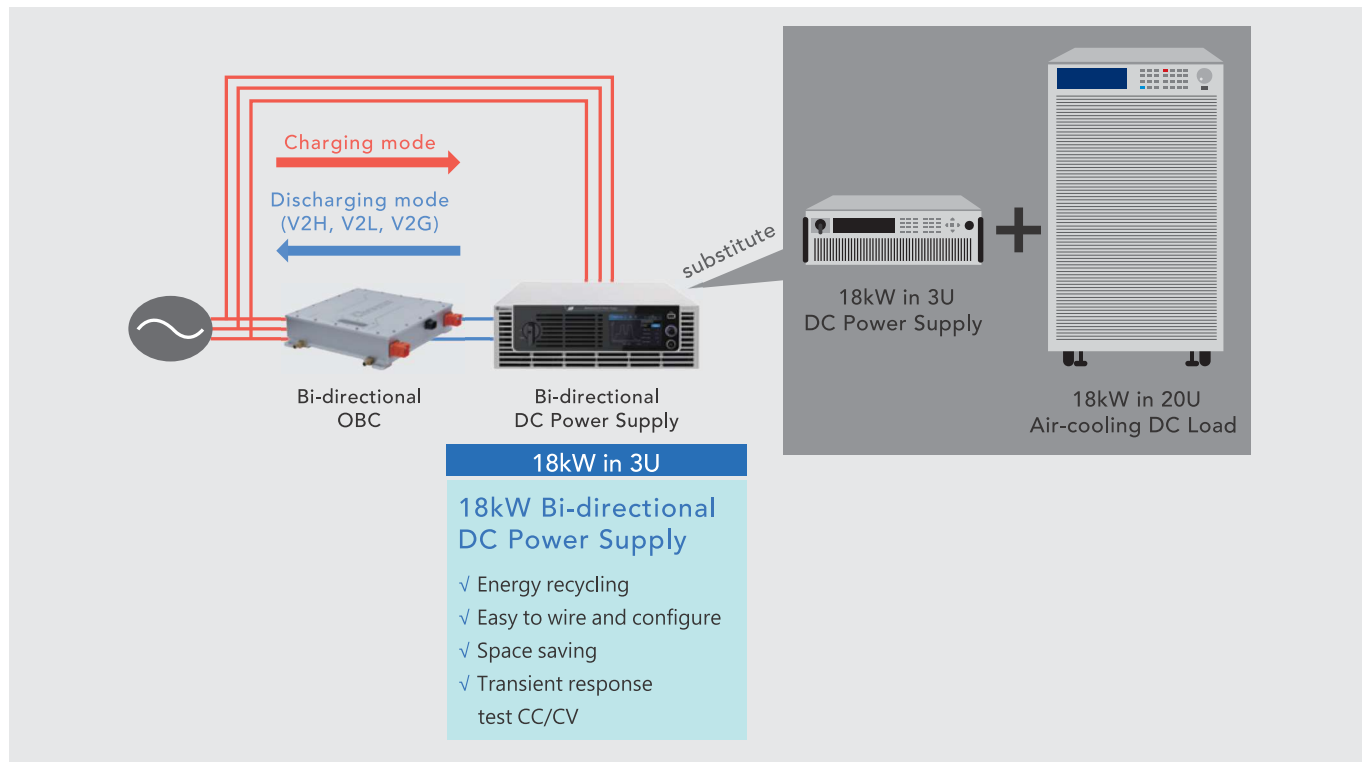 Charging mode
Discharging mode
(V2H, V2L, V2G)
substitute
18kW in 3U
DC Power Supply
18kW in 20U
Air-cooling DC Load
Bi-directional
OBC
Bi-directional
DC Power Supply
18kW in 3U
18kW Bi-directional
DC Power Supply
√ Energy recycling
√ Easy to wire and configure
√ Space saving
√ Transient response
test CC/CV